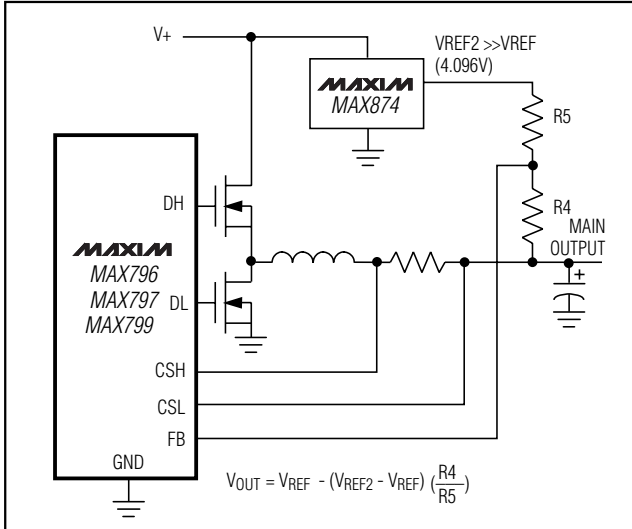 V+
VREF2 >>VREF
(4.096V)
MAXIM
MAX874
R5
R4
MAIN
OUTPUT
+
DH
MAXIM
MAX796
MAX797
MAX799
DL
CSH
CSL
FB
GND
VOUT = VREF - (VREF2 - VREF) (R4
R5)